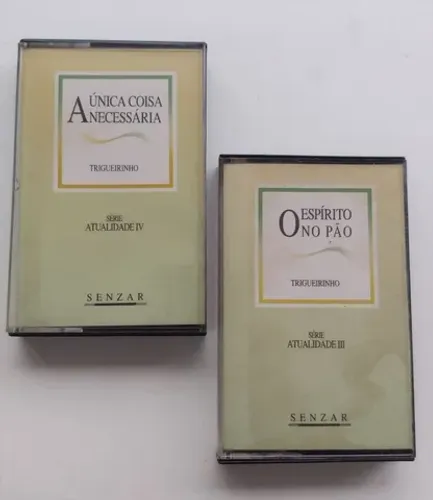 A ÚNICA COISA
NECESSÁRIA
TRIGUEIRINHO
SÉRIE
ATUALIDADE IV
SENZAR
O ESPÍRITO
NO PÃO
TRIGUEIRINHO
SÉRIE
ATUALIDADE III
SENZAR